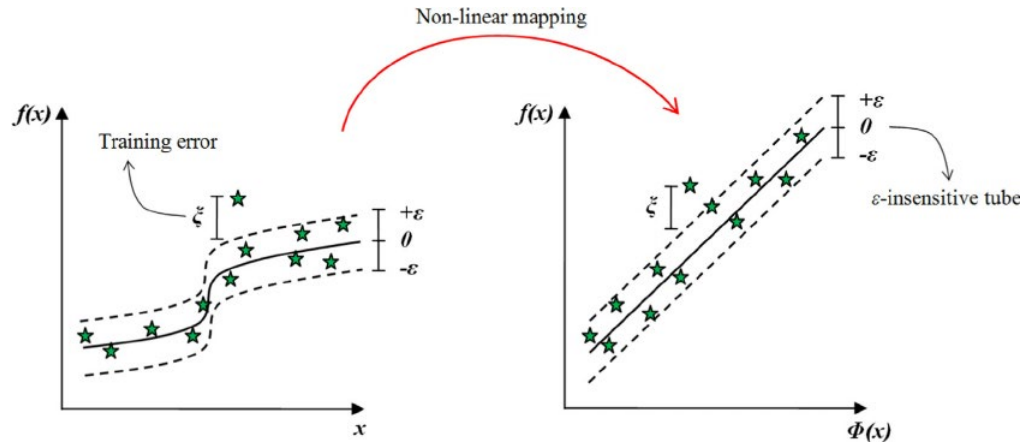 Non-linear mapping
f(x)
Training error
ξ
+ε
0
-ε
x
f(x)
ξ
+ε
0
-ε
ε-insensitive tube
Φ(x)